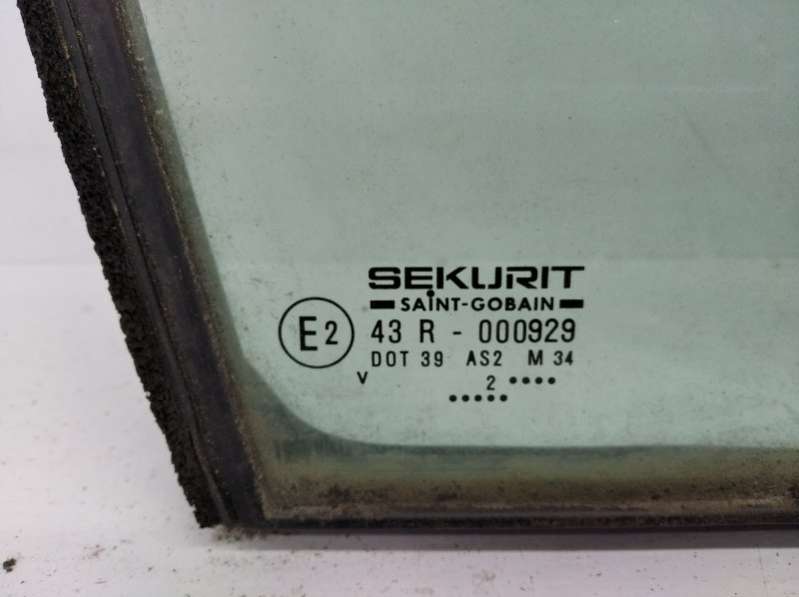 SEKURIT
SAINT-GOBAIN
E2 43 R - 000929
DOT 39 AS2 M 34
V 2 ••••
•••••